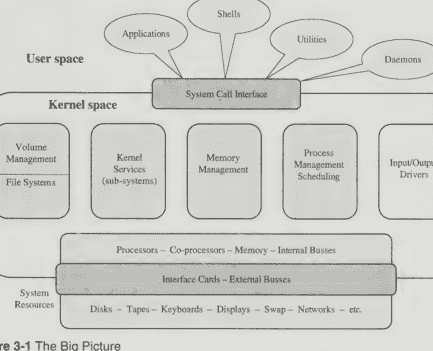 Shells
Applications
Utilities
User space
Daemons
System Call Interface
Kernel space
Volume
Management
File Systems
Kernel
Services
(sub-systems)
Memory
Management
Process
Management
Scheduling
Input/Outpu
Drivers
Processors – Co-processors – Memory – Internal Busses
Interface Cards – External Busses
System
Resources
Disks – Tapes – Keyboards – Displays – Swap – Networks – etc.
re 3-1 The Big Picture